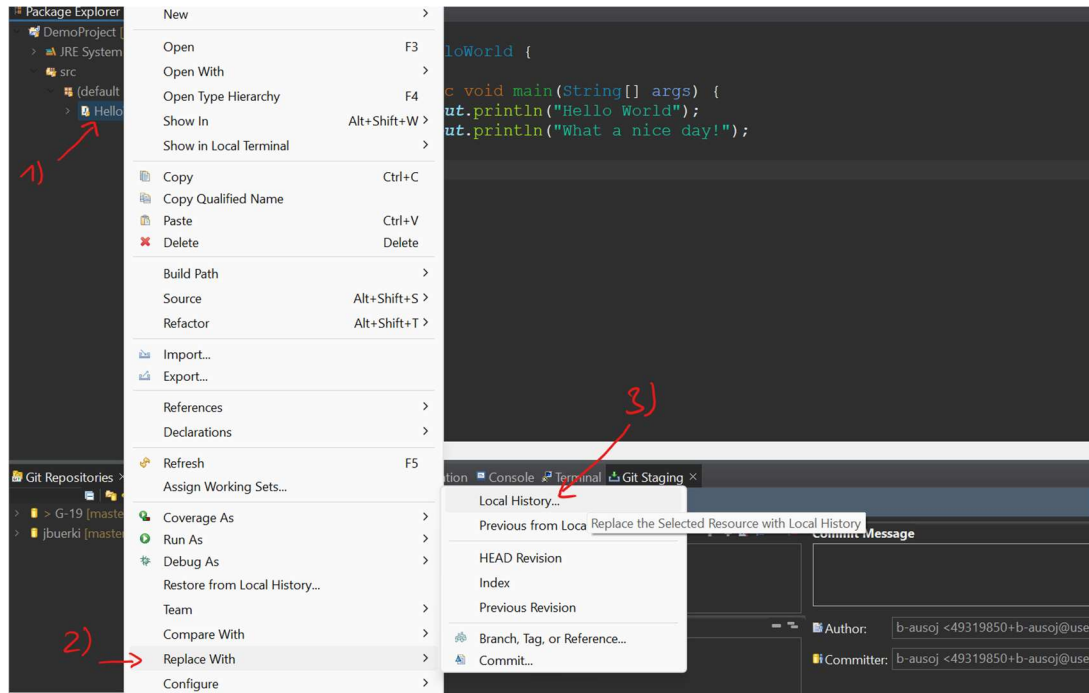 Package Explorer
DemoProject [
JRE System
src
(default
Hello
1)
New
Open F3
Open With
Open Type Hierarchy F4
Show In Alt+Shift+W
Show in Local Terminal
Copy Ctrl+C
Copy Qualified Name
Paste Ctrl+V
Delete Delete
Build Path
Source Alt+Shift+S
Refactor Alt+Shift+T
Import...
Export...
References
Declarations
Refresh F5
Assign Working Sets...
Coverage As
Run As
Debug As
Restore from Local History...
Team
Compare With
2)
Replace With
Configure
loWorld {
c void main(String[] args) {
ut.println("Hello World");
ut.println("What a nice day!");
3)
Git Repositories
> G-19 [maste
jbuerki [master
tion Console Terminal Git Staging
Local History...
Previous from Loca
Replace the Selected Resource with Local History
HEAD Revision
Index
Previous Revision
Branch, Tag, or Reference...
Commit...
Commit Message
Author: b-ausoj <49319850+b-ausoj@use
Committer: b-ausoj <49319850+b-ausoj@use